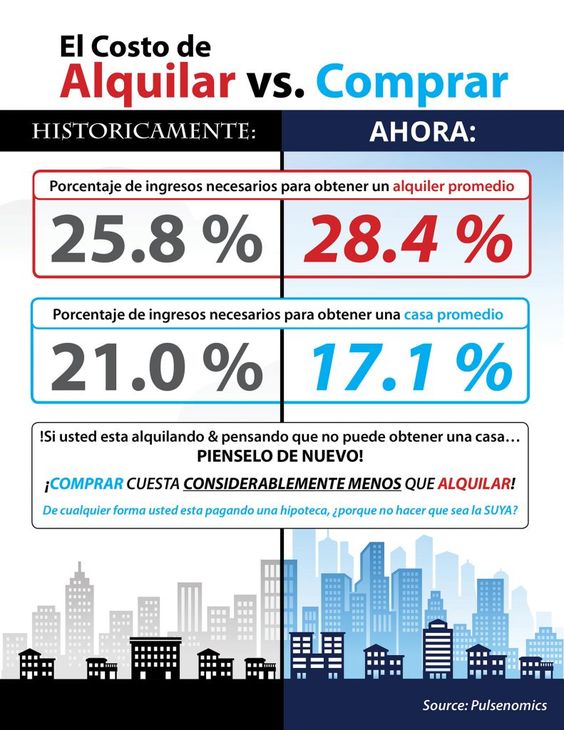 El Costo de
Alquilar vs. Comprar
HISTORICAMENTE:
AHORA:
Porcentaje de ingresos necesarios para obtener un alquiler promedio
25.8 %
28.4 %
Porcentaje de ingresos necesarios para obtener una casa promedio
21.0 %
17.1 %
!Si usted esta alquilando & pensando que no puede obtener una casa…
PIENSELO DE NUEVO!
¡COMPRAR CUESTA CONSIDERABLEMENTE MENOS QUE ALQUILAR!
De cualquier forma usted esta pagando una hipoteca, ¿porque no hacer que sea la SUYA?
Source: Pulsenomics